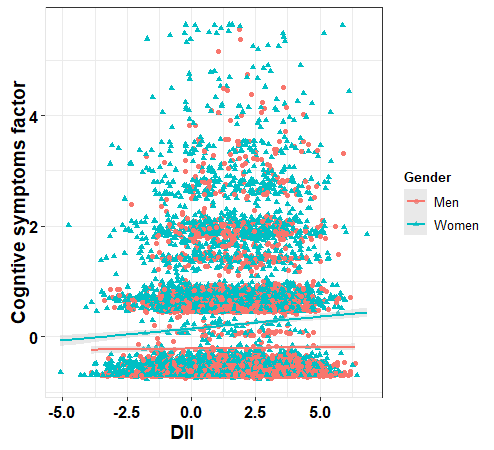 Cogntive symptoms factor
4
2
0
-5.0 -2.5 0.0 2.5 5.0
DII
Gender
Men
Women